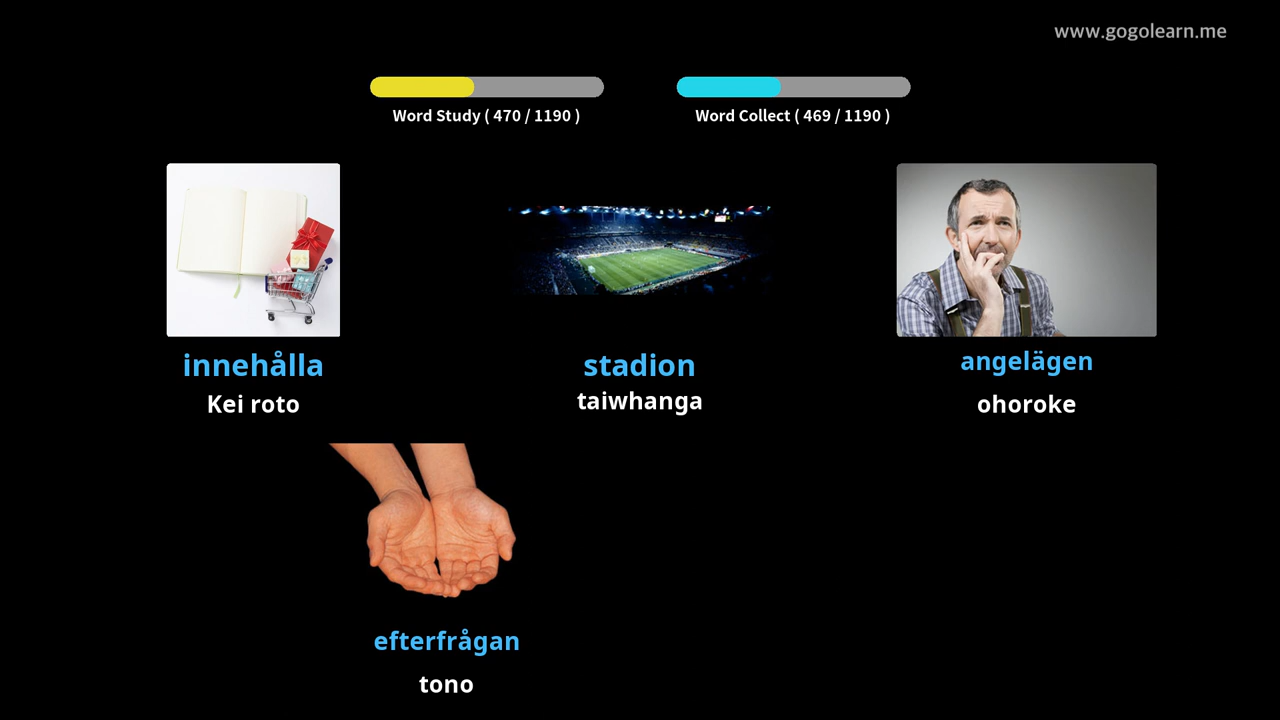 www.gogolearn.me
Word Study ( 470 / 1190 )
Word Collect ( 469 / 1190 )
innehålla
Kei roto
stadion
taiwhanga
angelägen
ohoroke
efterfrågan
tono